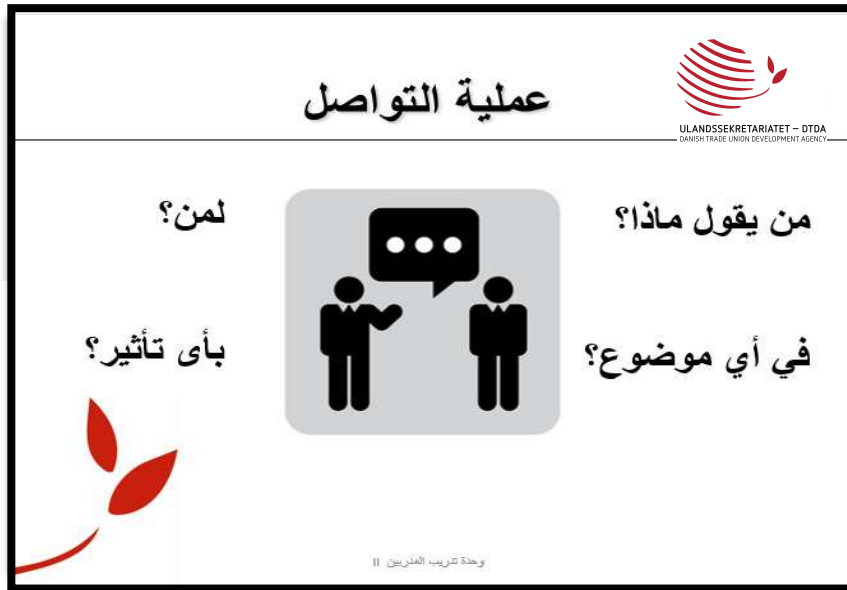 عملية التواصل
ULANDSSEKRETARIATET – DTDA
DANISH TRADE UNION DEVELOPMENT AGENCY
من يقول ماذا؟
لمن؟
في أي موضوع؟
بأى تأثير؟
وحدة تدريب المدربين II